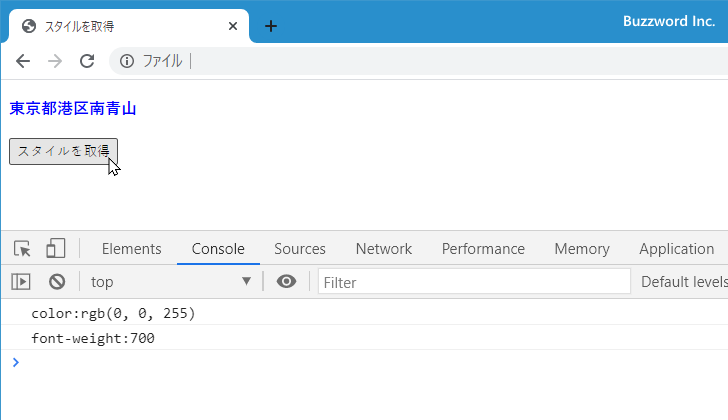 スタイルを取得
Buzzword Inc.
ファイル
東京都港区南青山
スタイルを取得
Elements Console Sources Network Performance Memory Application
top Filter Default levels
color:rgb(0, 0, 255)
font-weight:700